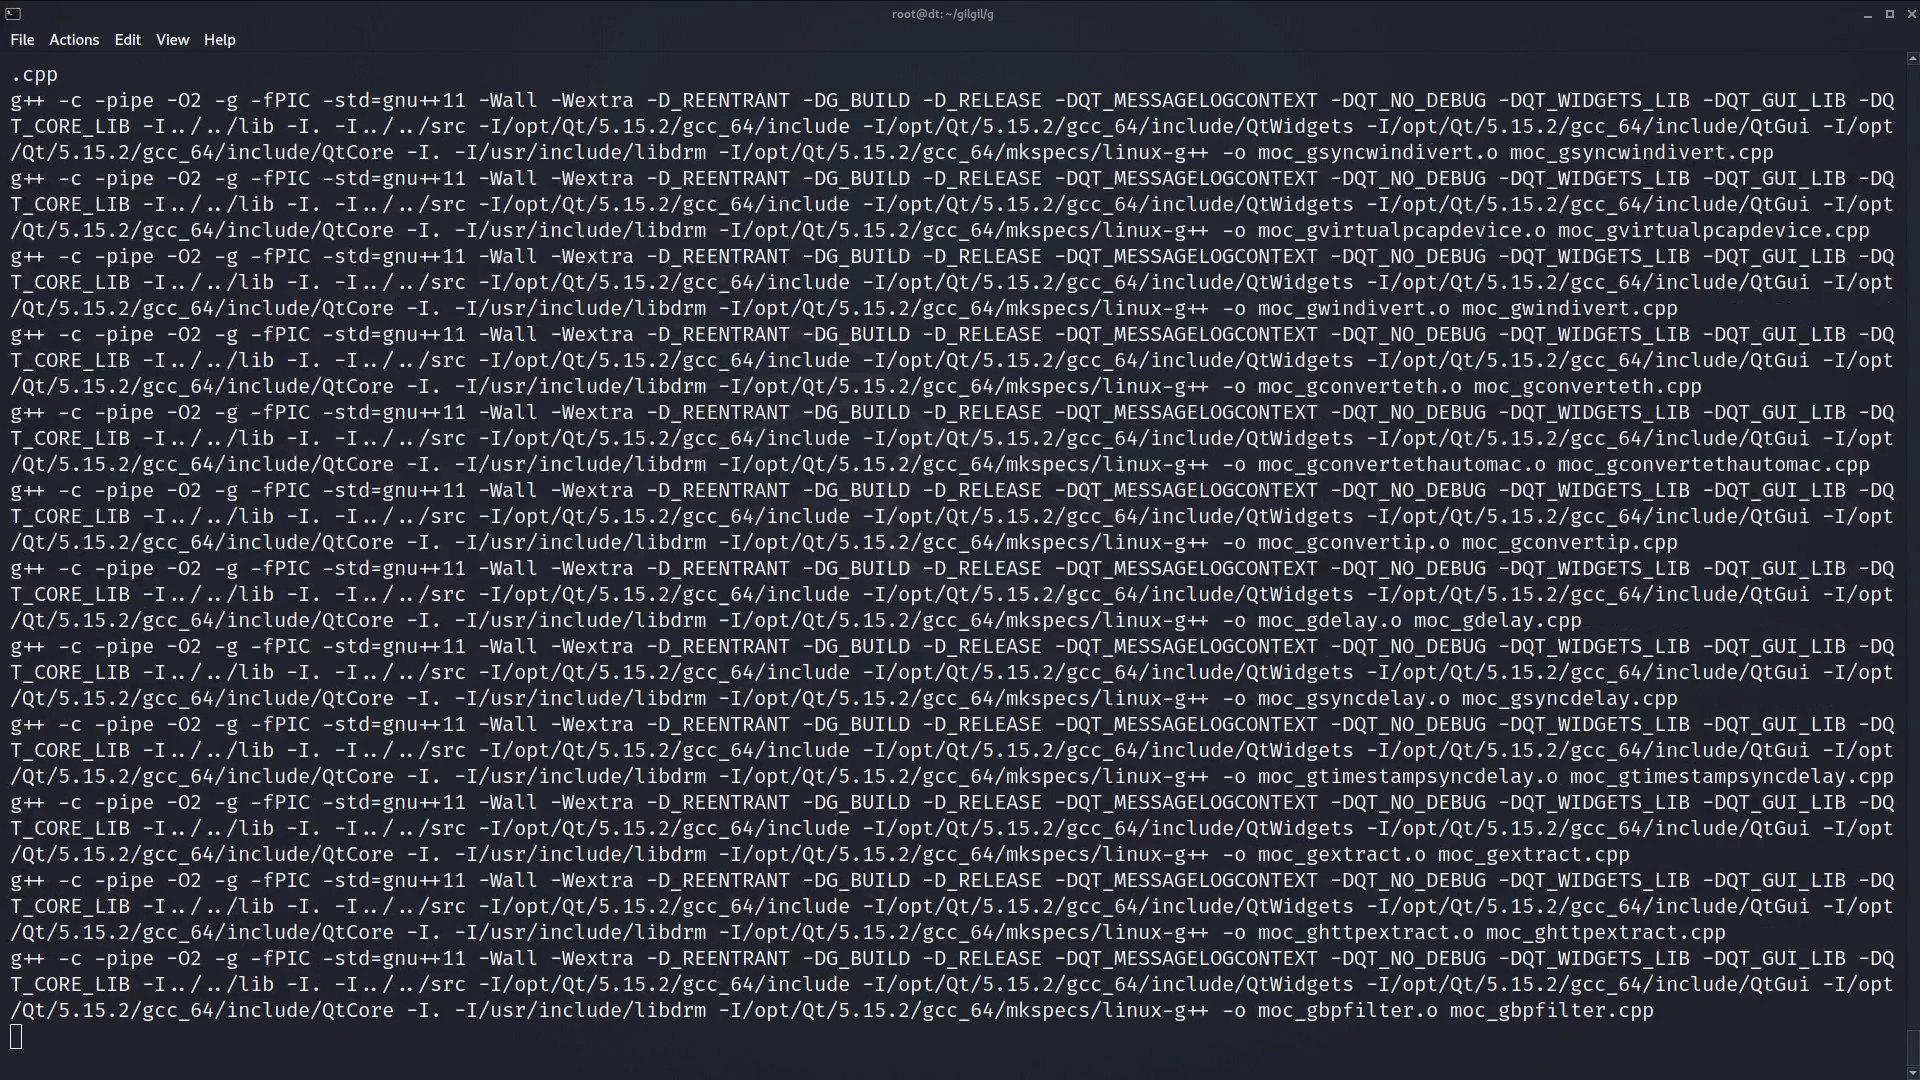 root@dt: ~/gilgil/g
File Actions Edit View Help
.cpp
g++ -c -pipe -O2 -g -fPIC -std=gnu++11 -Wall -Wextra -D_REENTRANT -DG_BUILD -D_RELEASE -DQT_MESSAGELOGCONTEXT -DQT_NO_DEBUG -DQT_WIDGETS_LIB -DQT_GUI_LIB -DQ
T_CORE_LIB -I../../lib -I. -I../../src -I/opt/Qt/5.15.2/gcc_64/include -I/opt/Qt/5.15.2/gcc_64/include/QtWidgets -I/opt/Qt/5.15.2/gcc_64/include/QtGui -I/opt
/Qt/5.15.2/gcc_64/include/QtCore -I. -I/usr/include/libdrm -I/opt/Qt/5.15.2/gcc_64/mkspecs/linux-g++ -o moc_gsyncwindivert.o moc_gsyncwindivert.cpp
g++ -c -pipe -O2 -g -fPIC -std=gnu++11 -Wall -Wextra -D_REENTRANT -DG_BUILD -D_RELEASE -DQT_MESSAGELOGCONTEXT -DQT_NO_DEBUG -DQT_WIDGETS_LIB -DQT_GUI_LIB -DQ
T_CORE_LIB -I../../lib -I. -I../../src -I/opt/Qt/5.15.2/gcc_64/include -I/opt/Qt/5.15.2/gcc_64/include/QtWidgets -I/opt/Qt/5.15.2/gcc_64/include/QtGui -I/opt
/Qt/5.15.2/gcc_64/include/QtCore -I. -I/usr/include/libdrm -I/opt/Qt/5.15.2/gcc_64/mkspecs/linux-g++ -o moc_gvirtualpcapdevice.o moc_gvirtualpcapdevice.cpp
g++ -c -pipe -O2 -g -fPIC -std=gnu++11 -Wall -Wextra -D_REENTRANT -DG_BUILD -D_RELEASE -DQT_MESSAGELOGCONTEXT -DQT_NO_DEBUG -DQT_WIDGETS_LIB -DQT_GUI_LIB -DQ
T_CORE_LIB -I../../lib -I. -I../../src -I/opt/Qt/5.15.2/gcc_64/include -I/opt/Qt/5.15.2/gcc_64/include/QtWidgets -I/opt/Qt/5.15.2/gcc_64/include/QtGui -I/opt
/Qt/5.15.2/gcc_64/include/QtCore -I. -I/usr/include/libdrm -I/opt/Qt/5.15.2/gcc_64/mkspecs/linux-g++ -o moc_gwindivert.o moc_gwindivert.cpp
g++ -c -pipe -O2 -g -fPIC -std=gnu++11 -Wall -Wextra -D_REENTRANT -DG_BUILD -D_RELEASE -DQT_MESSAGELOGCONTEXT -DQT_NO_DEBUG -DQT_WIDGETS_LIB -DQT_GUI_LIB -DQ
T_CORE_LIB -I../../lib -I. -I../../src -I/opt/Qt/5.15.2/gcc_64/include -I/opt/Qt/5.15.2/gcc_64/include/QtWidgets -I/opt/Qt/5.15.2/gcc_64/include/QtGui -I/opt
/Qt/5.15.2/gcc_64/include/QtCore -I. -I/usr/include/libdrm -I/opt/Qt/5.15.2/gcc_64/mkspecs/linux-g++ -o moc_gconverteth.o moc_gconverteth.cpp
g++ -c -pipe -O2 -g -fPIC -std=gnu++11 -Wall -Wextra -D_REENTRANT -DG_BUILD -D_RELEASE -DQT_MESSAGELOGCONTEXT -DQT_NO_DEBUG -DQT_WIDGETS_LIB -DQT_GUI_LIB -DQ
T_CORE_LIB -I../../lib -I. -I../../src -I/opt/Qt/5.15.2/gcc_64/include -I/opt/Qt/5.15.2/gcc_64/include/QtWidgets -I/opt/Qt/5.15.2/gcc_64/include/QtGui -I/opt
/Qt/5.15.2/gcc_64/include/QtCore -I. -I/usr/include/libdrm -I/opt/Qt/5.15.2/gcc_64/mkspecs/linux-g++ -o moc_gconvertethautomac.o moc_gconvertethautomac.cpp
g++ -c -pipe -O2 -g -fPIC -std=gnu++11 -Wall -Wextra -D_REENTRANT -DG_BUILD -D_RELEASE -DQT_MESSAGELOGCONTEXT -DQT_NO_DEBUG -DQT_WIDGETS_LIB -DQT_GUI_LIB -DQ
T_CORE_LIB -I../../lib -I. -I../../src -I/opt/Qt/5.15.2/gcc_64/include -I/opt/Qt/5.15.2/gcc_64/include/QtWidgets -I/opt/Qt/5.15.2/gcc_64/include/QtGui -I/opt
/Qt/5.15.2/gcc_64/include/QtCore -I. -I/usr/include/libdrm -I/opt/Qt/5.15.2/gcc_64/mkspecs/linux-g++ -o moc_gconvertip.o moc_gconvertip.cpp
g++ -c -pipe -O2 -g -fPIC -std=gnu++11 -Wall -Wextra -D_REENTRANT -DG_BUILD -D_RELEASE -DQT_MESSAGELOGCONTEXT -DQT_NO_DEBUG -DQT_WIDGETS_LIB -DQT_GUI_LIB -DQ
T_CORE_LIB -I../../lib -I. -I../../src -I/opt/Qt/5.15.2/gcc_64/include -I/opt/Qt/5.15.2/gcc_64/include/QtWidgets -I/opt/Qt/5.15.2/gcc_64/include/QtGui -I/opt
/Qt/5.15.2/gcc_64/include/QtCore -I. -I/usr/include/libdrm -I/opt/Qt/5.15.2/gcc_64/mkspecs/linux-g++ -o moc_gdelay.o moc_gdelay.cpp
g++ -c -pipe -O2 -g -fPIC -std=gnu++11 -Wall -Wextra -D_REENTRANT -DG_BUILD -D_RELEASE -DQT_MESSAGELOGCONTEXT -DQT_NO_DEBUG -DQT_WIDGETS_LIB -DQT_GUI_LIB -DQ
T_CORE_LIB -I../../lib -I. -I../../src -I/opt/Qt/5.15.2/gcc_64/include -I/opt/Qt/5.15.2/gcc_64/include/QtWidgets -I/opt/Qt/5.15.2/gcc_64/include/QtGui -I/opt
/Qt/5.15.2/gcc_64/include/QtCore -I. -I/usr/include/libdrm -I/opt/Qt/5.15.2/gcc_64/mkspecs/linux-g++ -o moc_gsyncdelay.o moc_gsyncdelay.cpp
g++ -c -pipe -O2 -g -fPIC -std=gnu++11 -Wall -Wextra -D_REENTRANT -DG_BUILD -D_RELEASE -DQT_MESSAGELOGCONTEXT -DQT_NO_DEBUG -DQT_WIDGETS_LIB -DQT_GUI_LIB -DQ
T_CORE_LIB -I../../lib -I. -I../../src -I/opt/Qt/5.15.2/gcc_64/include -I/opt/Qt/5.15.2/gcc_64/include/QtWidgets -I/opt/Qt/5.15.2/gcc_64/include/QtGui -I/opt
/Qt/5.15.2/gcc_64/include/QtCore -I. -I/usr/include/libdrm -I/opt/Qt/5.15.2/gcc_64/mkspecs/linux-g++ -o moc_gtimestampsyncdelay.o moc_gtimestampsyncdelay.cpp
g++ -c -pipe -O2 -g -fPIC -std=gnu++11 -Wall -Wextra -D_REENTRANT -DG_BUILD -D_RELEASE -DQT_MESSAGELOGCONTEXT -DQT_NO_DEBUG -DQT_WIDGETS_LIB -DQT_GUI_LIB -DQ
T_CORE_LIB -I../../lib -I. -I../../src -I/opt/Qt/5.15.2/gcc_64/include -I/opt/Qt/5.15.2/gcc_64/include/QtWidgets -I/opt/Qt/5.15.2/gcc_64/include/QtGui -I/opt
/Qt/5.15.2/gcc_64/include/QtCore -I. -I/usr/include/libdrm -I/opt/Qt/5.15.2/gcc_64/mkspecs/linux-g++ -o moc_gextract.o moc_gextract.cpp
g++ -c -pipe -O2 -g -fPIC -std=gnu++11 -Wall -Wextra -D_REENTRANT -DG_BUILD -D_RELEASE -DQT_MESSAGELOGCONTEXT -DQT_NO_DEBUG -DQT_WIDGETS_LIB -DQT_GUI_LIB -DQ
T_CORE_LIB -I../../lib -I. -I../../src -I/opt/Qt/5.15.2/gcc_64/include -I/opt/Qt/5.15.2/gcc_64/include/QtWidgets -I/opt/Qt/5.15.2/gcc_64/include/QtGui -I/opt
/Qt/5.15.2/gcc_64/include/QtCore -I. -I/usr/include/libdrm -I/opt/Qt/5.15.2/gcc_64/mkspecs/linux-g++ -o moc_ghttpextract.o moc_ghttpextract.cpp
g++ -c -pipe -O2 -g -fPIC -std=gnu++11 -Wall -Wextra -D_REENTRANT -DG_BUILD -D_RELEASE -DQT_MESSAGELOGCONTEXT -DQT_NO_DEBUG -DQT_WIDGETS_LIB -DQT_GUI_LIB -DQ
T_CORE_LIB -I../../lib -I. -I../../src -I/opt/Qt/5.15.2/gcc_64/include -I/opt/Qt/5.15.2/gcc_64/include/QtWidgets -I/opt/Qt/5.15.2/gcc_64/include/QtGui -I/opt
/Qt/5.15.2/gcc_64/include/QtCore -I. -I/usr/include/libdrm -I/opt/Qt/5.15.2/gcc_64/mkspecs/linux-g++ -o moc_gbpfilter.o moc_gbpfilter.cpp